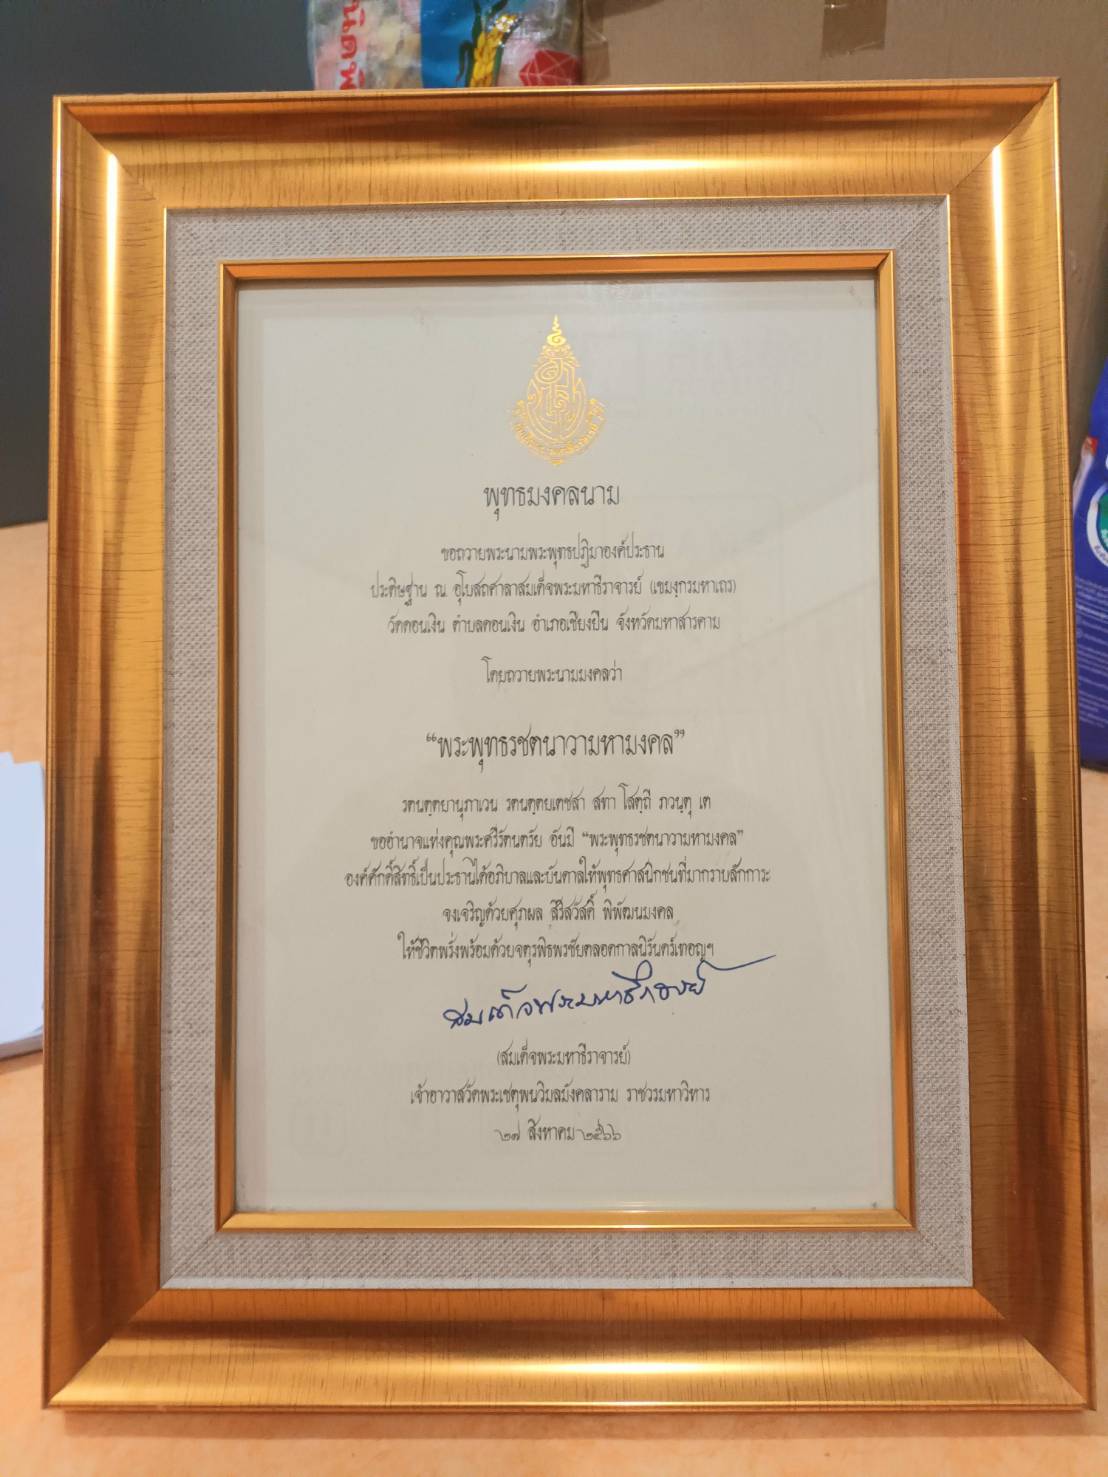 พุทธมงคลนาม
ขอถวายพระนามพระพุทธปฏิมาองค์ประธาน
ประดิษฐาน ณ อุโบสถศาลาสมเด็จพระมหาธีราจารย์ (เขมงฺกรมหาเถร)
วัดดอนเงิน ตำบลดอนเงิน อำเภอเชียงยืน จังหวัดมหาสารคาม
โดยถวายพระนามมงคลว่า
“พระพุทธรชตนาวามหามงคล”
รตนตฺตยานุภาเวน รตนตฺตยเตชสา สทา โสตฺถี ภวนฺตุ เต
ขออำนาจแห่งคุณพระศรีรัตนตรัย อันมี “พระพุทธรชตนาวามหามงคล”
องค์ศักดิ์สิทธิ์เป็นประธานได้อภิบาลและบันดาลให้พุทธศาสนิกชนที่มากราบสักการะ
จงเจริญด้วยศุภผล สิริสวัสดิ์ พิพัฒนมงคล
ให้ชีวิตพรั่งพร้อมด้วยจตุรพิธพรชัยตลอดกาลนิรันดร์เทอญฯ
สมเด็จพระมหาธีราจารย์
(สมเด็จพระมหาธีราจารย์)
เจ้าอาวาสวัดพระเชตุพนวิมลมังคลาราม ราชวรมหาวิหาร
๒๗ สิงหาคม ๒๕๖๖